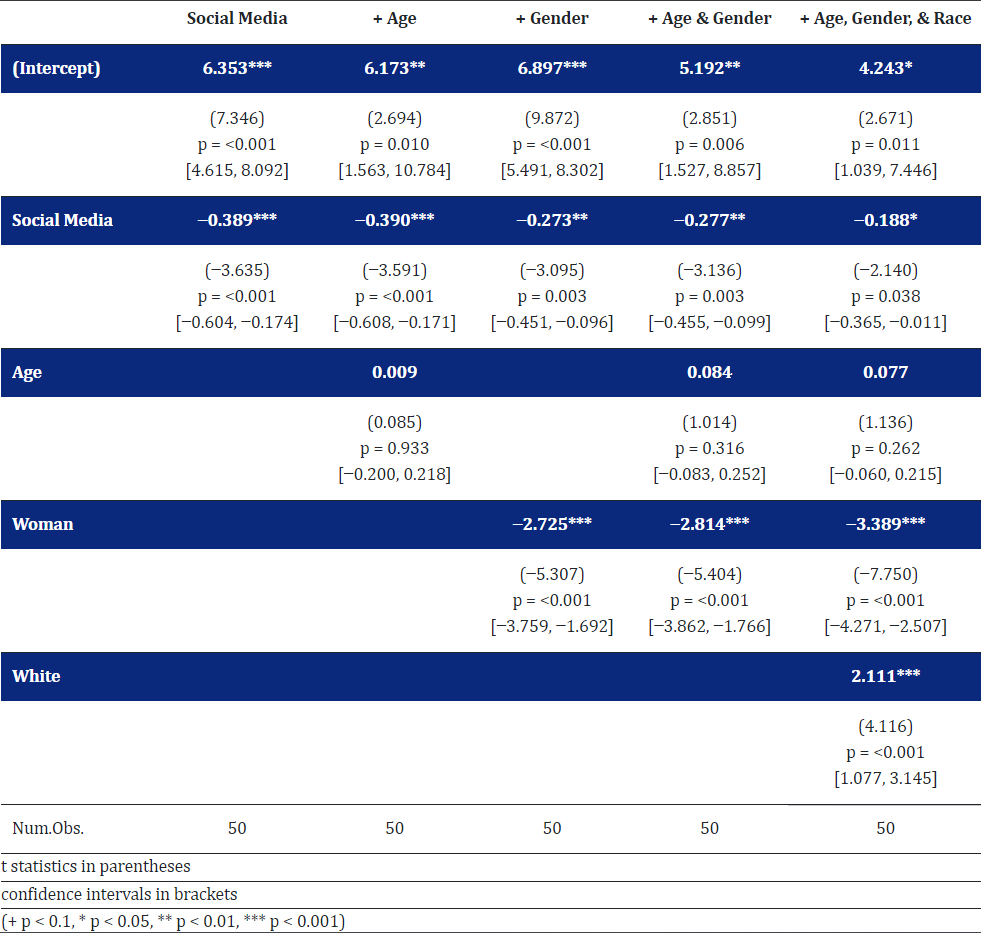 Social Media + Age + Gender + Age & Gender + Age, Gender, & Race
(Intercept) 6.353*** 6.173** 6.897*** 5.192** 4.243*
(7.346) (2.694) (9.872) (2.851) (2.671)
p = <0.001 p = 0.010 p = <0.001 p = 0.006 p = 0.011
[4.615, 8.092] [1.563, 10.784] [5.491, 8.302] [1.527, 8.857] [1.039, 7.446]
Social Media −0.389*** −0.390*** −0.273** −0.277** −0.188*
(−3.635) (−3.591) (−3.095) (−3.136) (−2.140)
p = <0.001 p = <0.001 p = 0.003 p = 0.003 p = 0.038
[−0.604, −0.174] [−0.608, −0.171] [−0.451, −0.096] [−0.455, −0.099] [−0.365, −0.011]
Age 0.009 0.084 0.077
(0.085) (1.014) (1.136)
p = 0.933 p = 0.316 p = 0.262
[−0.200, 0.218] [−0.083, 0.252] [−0.060, 0.215]
Woman −2.725*** −2.814*** −3.389***
(−5.307) (−5.404) (−7.750)
p = <0.001 p = <0.001 p = <0.001
[−3.759, −1.692] [−3.862, −1.766] [−4.271, −2.507]
White 2.111***
(4.116)
p = <0.001
[1.077, 3.145]
Num.Obs. 50 50 50 50 50
t statistics in parentheses
confidence intervals in brackets
(+ p < 0.1, * p < 0.05, ** p < 0.01, *** p < 0.001)